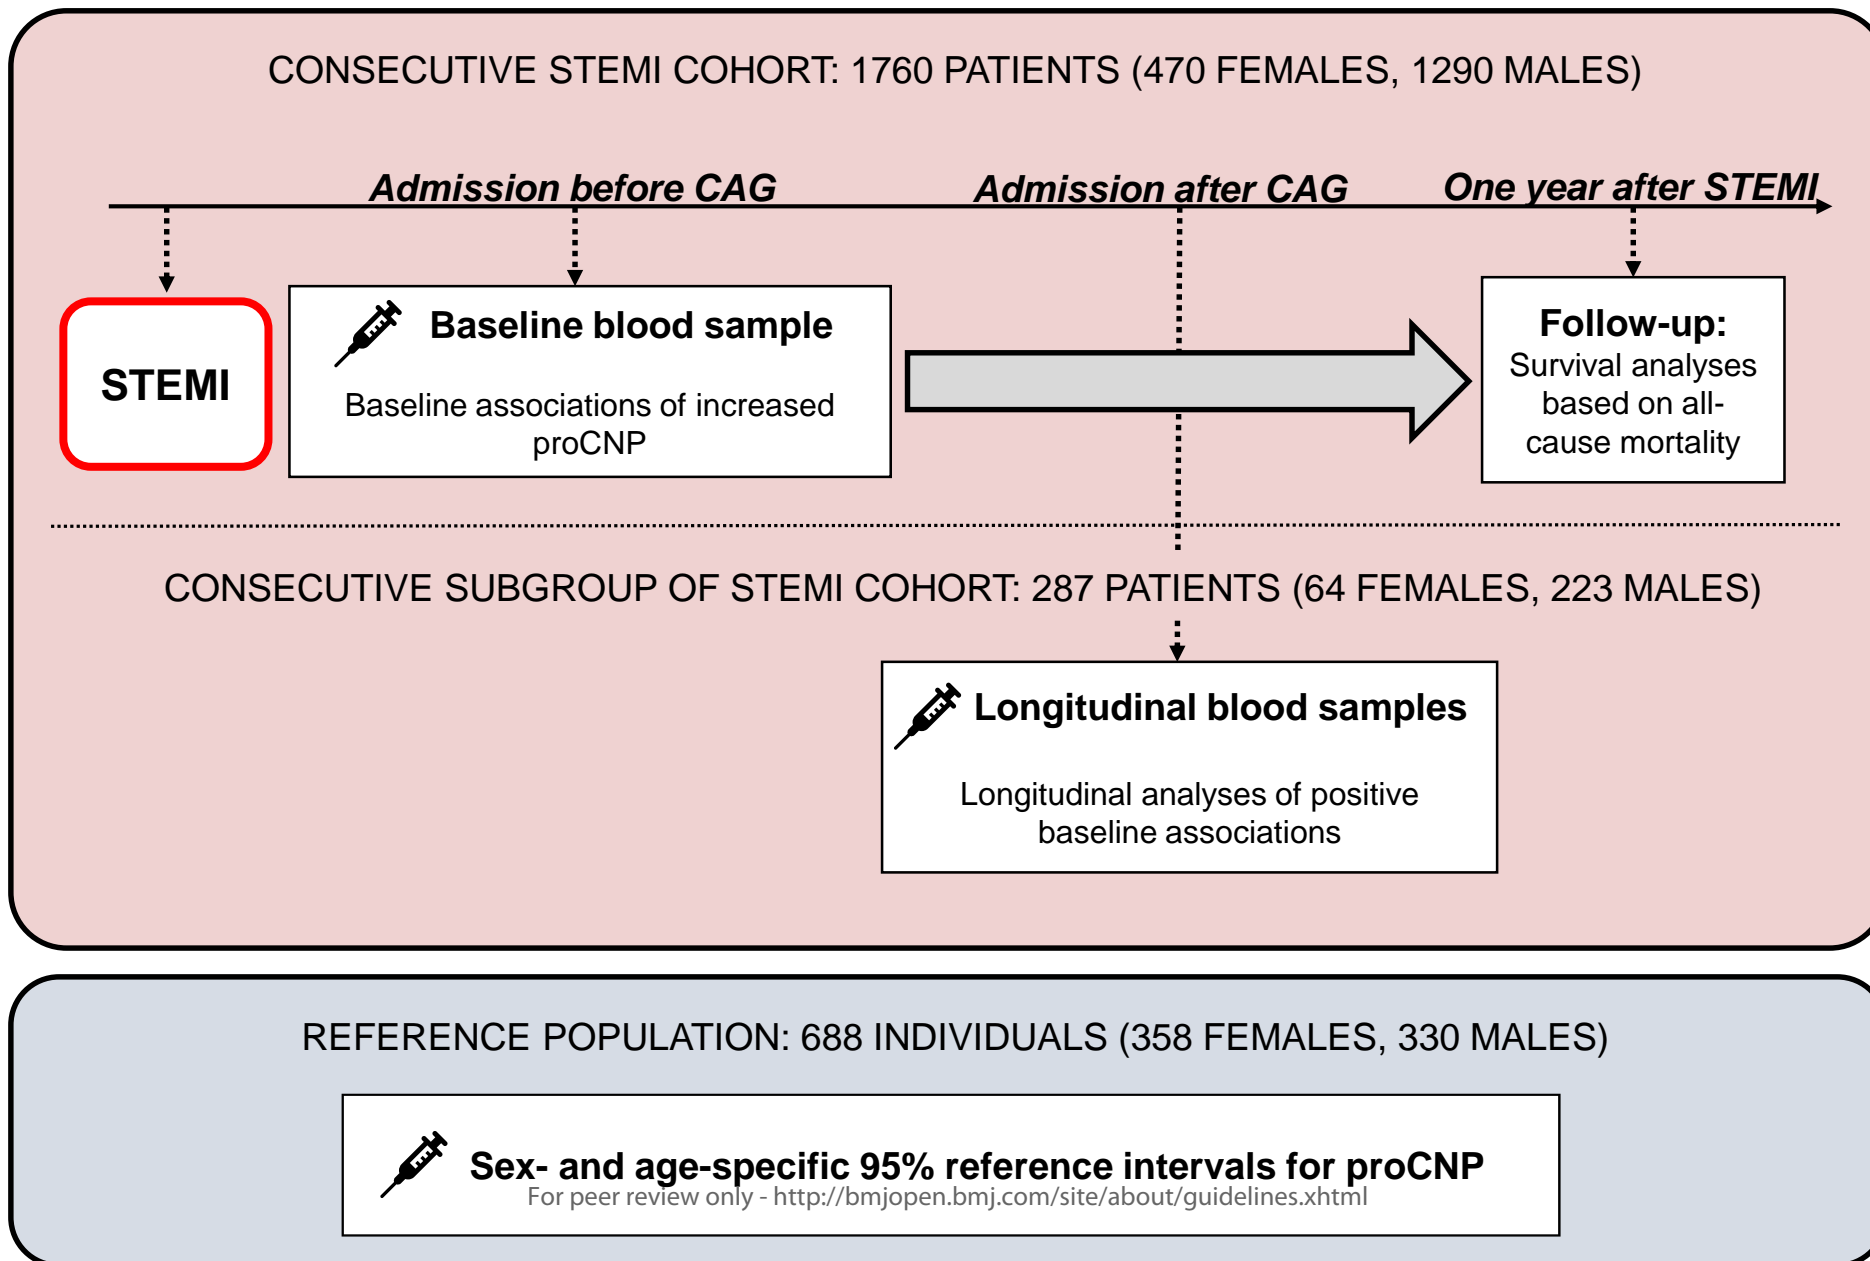 CONSECUTIVE STEMI COHORT: 1760 PATIENTS (470 FEMALES, 1290 MALES)
Admission before CAG
Admission after CAG
One year after STEMI
STEMI
Baseline blood sample
Baseline associations of increased
proCNP
Follow-up:
Survival analyses
based on all-
cause mortality
CONSECUTIVE SUBGROUP OF STEMI COHORT: 287 PATIENTS (64 FEMALES, 223 MALES)
Longitudinal blood samples
Longitudinal analyses of positive
baseline associations
REFERENCE POPULATION: 688 INDIVIDUALS (358 FEMALES, 330 MALES)
Sex- and age-specific 95% reference intervals for proCNP
For peer review only - http://bmjopen.bmj.com/site/about/guidelines.xhtml